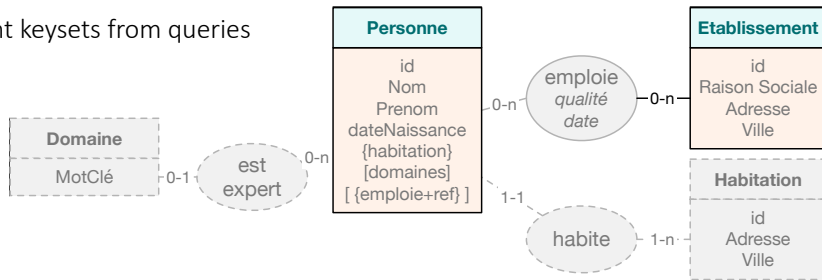 nt keysets from queries
Personne
id
Nom
Prenom
dateNaissance
{habitation}
[domaines]
[ {emploie+ref} ]
Etablissement
id
Raison Sociale
Adresse
Ville
emploie
qualité
date
0-n
0-n
Domaine
MotClé
0-1
est
expert
0-n
1-1
habite
1-n
Habitation
id
Adresse
Ville